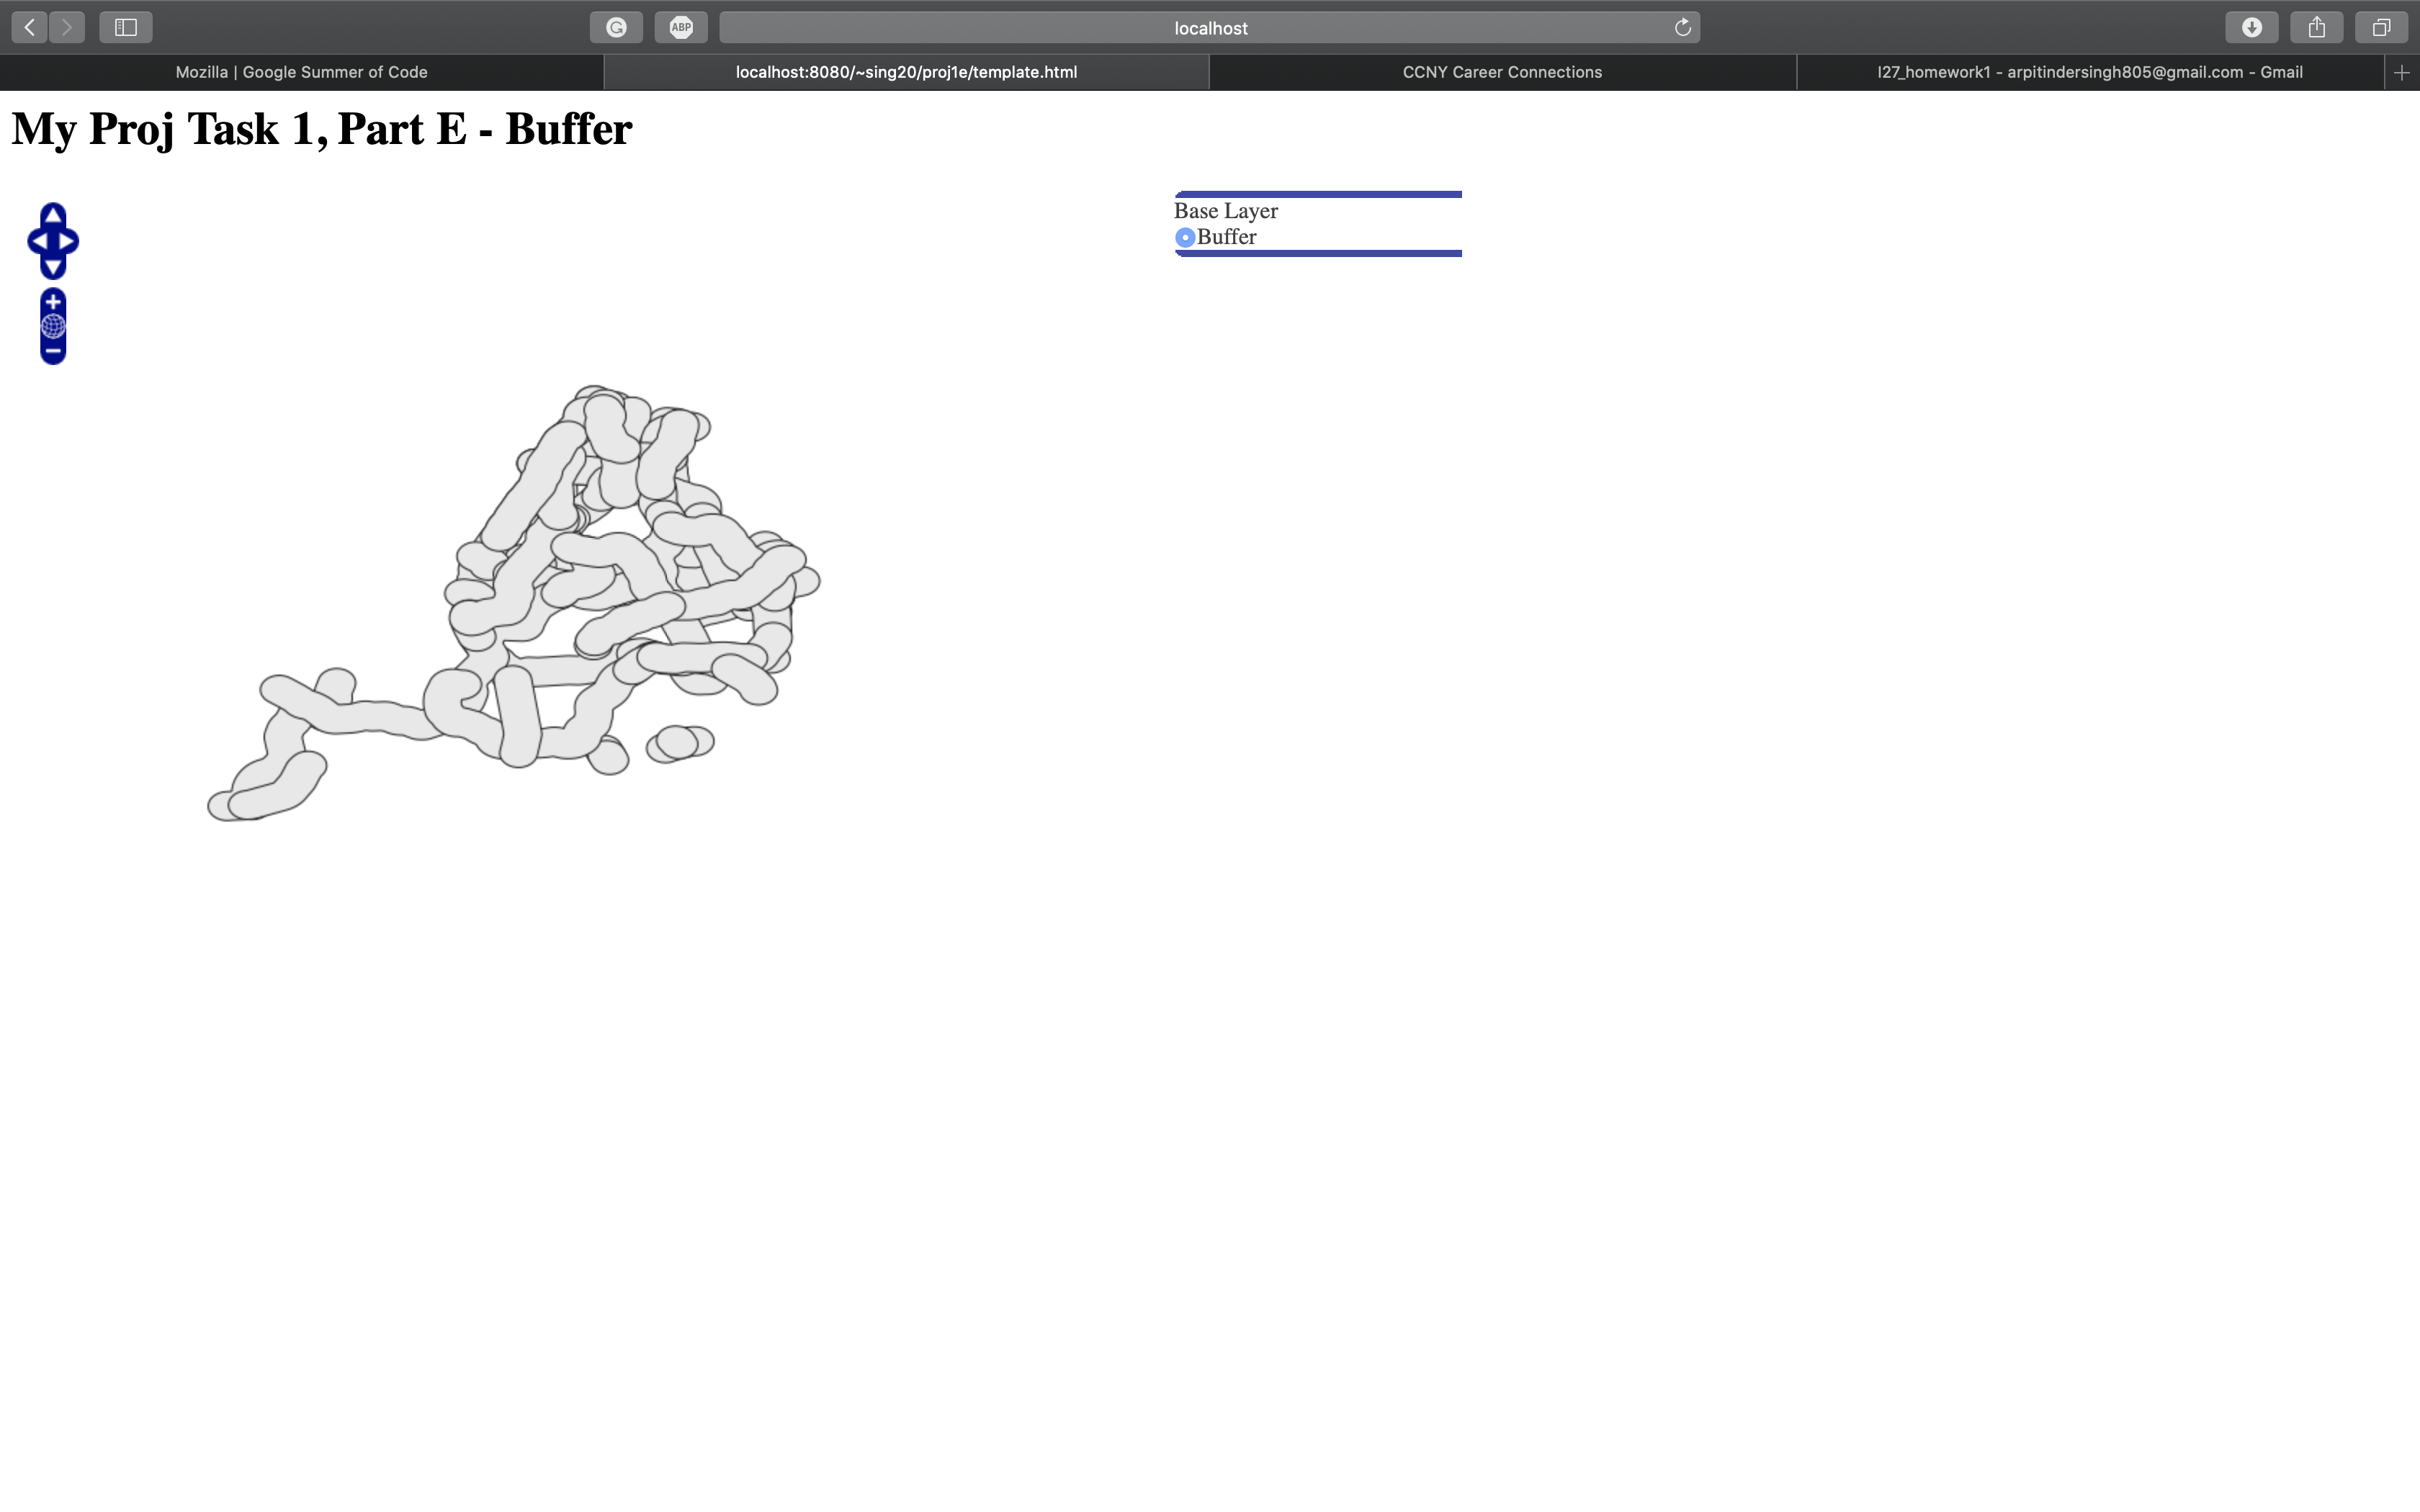 localhost
Mozilla | Google Summer of Code
localhost:8080/~sing20/proj1e/template.html
CCNY Career Connections
I27_homework1 - arpitindersingh805@gmail.com - Gmail
ABP
My Proj Task 1, Part E - Buffer
Base Layer
Buffer